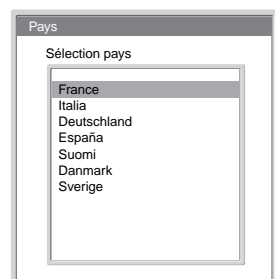 Pays
Sélection pays
France
Italia
Deutschland
España
Suomi
Danmark
Sverige